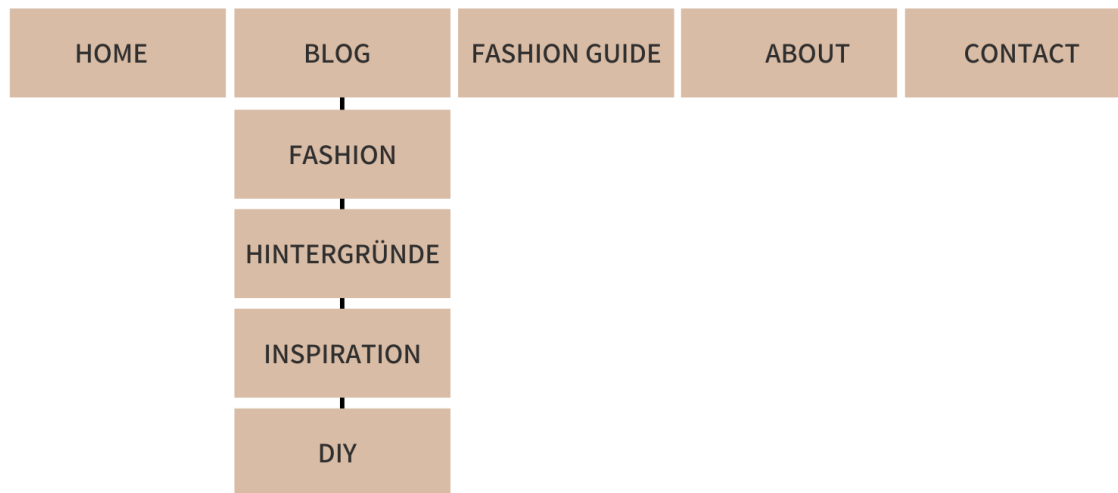 HOME
BLOG
FASHION GUIDE
ABOUT
CONTACT
FASHION
HINTERGRÜNDE
INSPIRATION
DIY